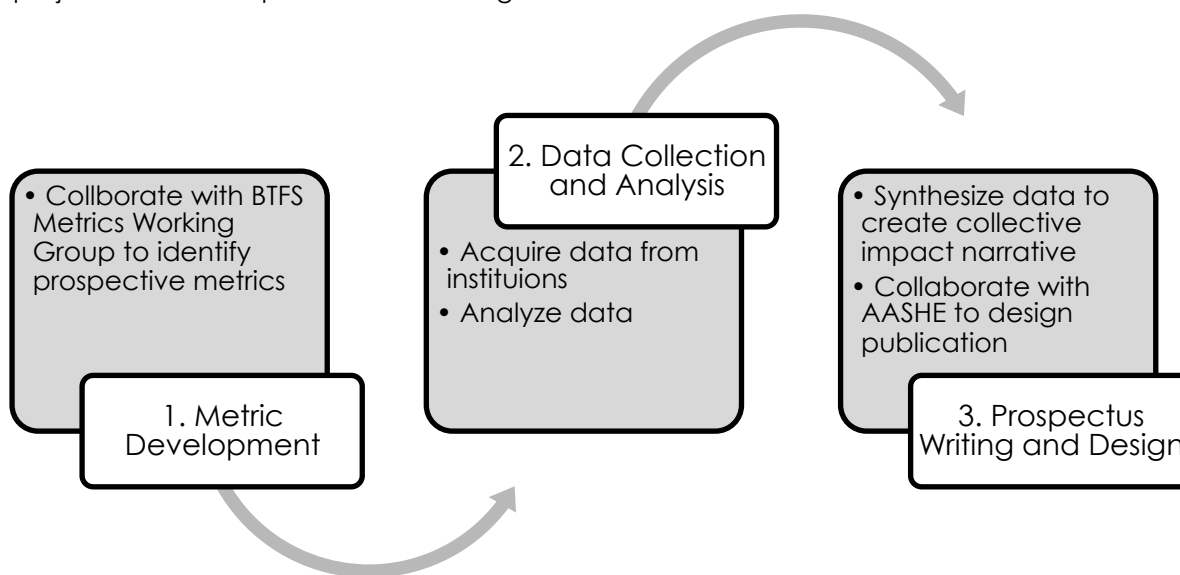 • Collborate with BTFS
Metrics Working
Group to identify
prospective metrics
1. Metric
Development
2. Data Collection
and Analysis
• Acquire data from
instituions
• Analyze data
• Synthesize data to
create collective
impact narrative
• Collaborate with
AASHE to design
publication
3. Prospectus
Writing and Design